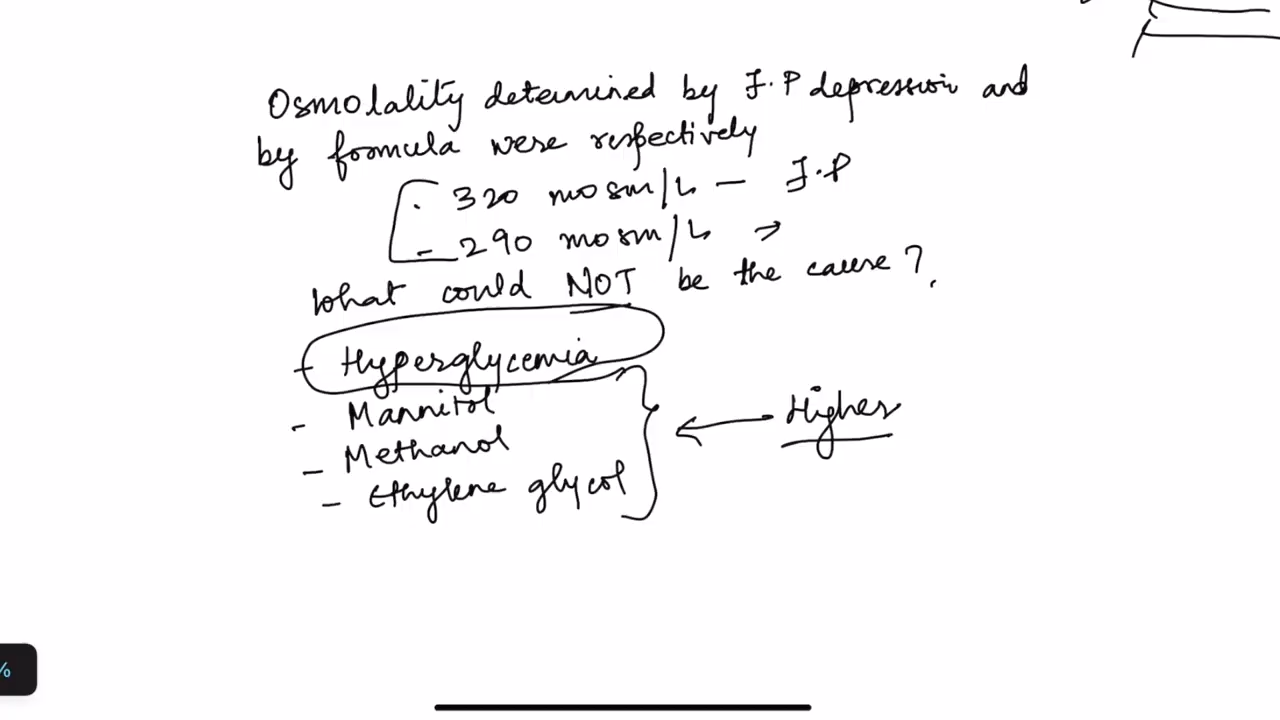 Osmolality determined by F.P depression and
by formula were respectively
. 320 mosm/L — F.P
- 290 mosm/L →
What could NOT be the cause?
- Hyperglycemia
- Mannitol
- Methanol
- Ethylene glycol
Higher
%